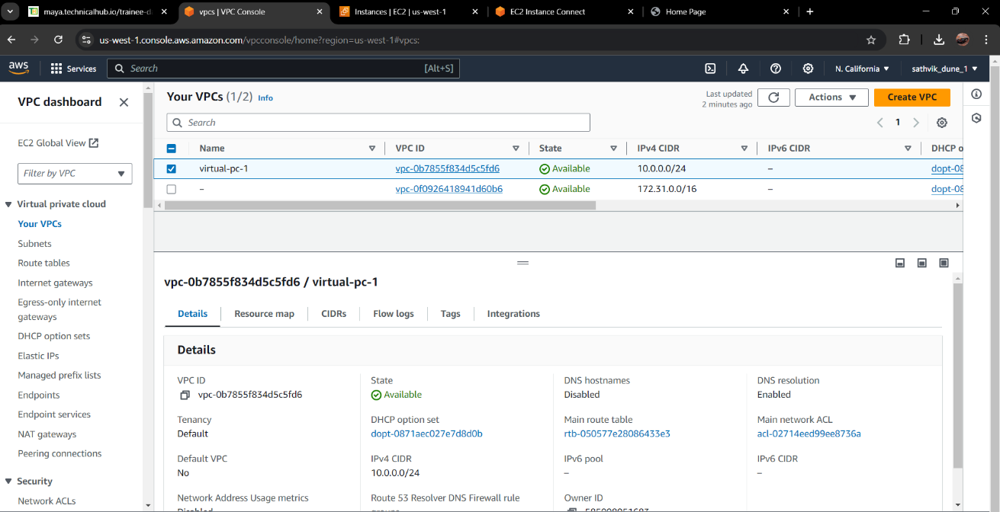 maya.technicalhub.io/trainee-da
vpcs | VPC Console
Instances | EC2 | us-west-1
EC2 Instance Connect
Home Page
us-west-1.console.aws.amazon.com/vpcconsole/home?region=us-west-1#vpcs:
aws
Services
Search
[Alt+S]
N. California
sathvik_dune_1
VPC dashboard
EC2 Global View
Filter by VPC
Virtual private cloud
Your VPCs
Subnets
Route tables
Internet gateways
Egress-only internet
gateways
DHCP option sets
Elastic IPs
Managed prefix lists
Endpoints
Endpoint services
NAT gateways
Peering connections
Security
Network ACLs
Your VPCs (1/2) Info
Last updated
2 minutes ago
Actions
Create VPC
Search
1
Name VPC ID State IPv4 CIDR IPv6 CIDR DHCP o
virtual-pc-1 vpc-0b7855f834d5c5fd6 Available 10.0.0.0/24 – dopt-08
– vpc-0f0926418941d60b6 Available 172.31.0.0/16 – dopt-08
vpc-0b7855f834d5c5fd6 / virtual-pc-1
Details Resource map CIDRs Flow logs Tags Integrations
Details
VPC ID
vpc-0b7855f834d5c5fd6
State
Available
DNS hostnames
Disabled
DNS resolution
Enabled
Tenancy
Default
DHCP option set
dopt-0871aec027e7d8d0b
Main route table
rtb-050577e28086433e3
Main network ACL
acl-02714eed99ee8736a
Default VPC
No
IPv4 CIDR
10.0.0.0/24
IPv6 pool
–
IPv6 CIDR
–
Network Address Usage metrics
Disabled
Route 53 Resolver DNS Firewall rule
groups
Owner ID